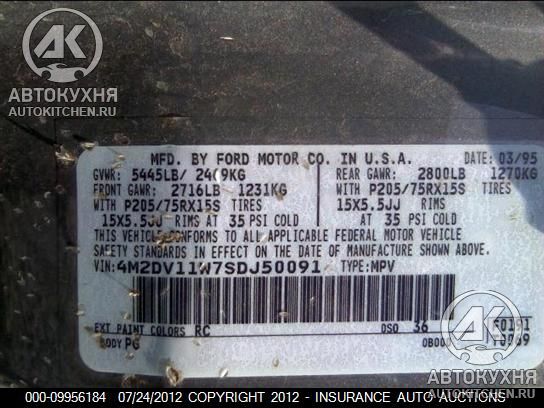 АК
АВТОКУХНЯ
AUTOKITCHEN.RU
MFD. BY FORD MOTOR CO. IN U.S.A.
DATE: 03/95
GVWR: 5445LB/ 2469KG
FRONT GAWR: 2716LB 1231KG
WITH P205/75RX15S TIRES
15X5.5JJ RIMS
AT 35 PSI COLD
REAR GAWR: 2800LB 1270KG
WITH P205/75RX15S TIRES
15X5.5JJ RIMS
AT 35 PSI COLD
THIS VEHICLE CONFORMS TO ALL APPLICABLE FEDERAL MOTOR VEHICLE
SAFETY STANDARDS IN EFFECT ON THE DATE OF MANUFACTURE SHOWN ABOVE.
VIN: 4M2DV11W7SDJ50091 TYPE: MPV
EXT PAINT COLORS RC DSO 36
BODY PG
АК
АВТОКУХНЯ
AUTOKITCHEN.RU
000-09956184 07/24/2012 COPYRIGHT 2012 - INSURANCE AUTO AUCTIONS